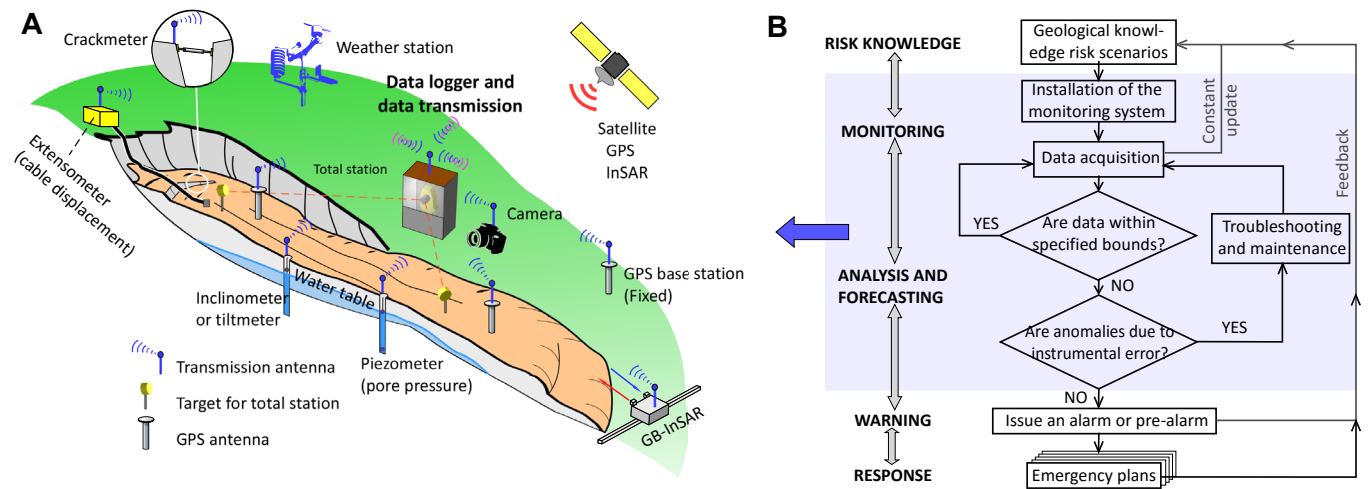 A
Crackmeter
Weather station
Data logger and
data transmission
Satellite
GPS
InSAR
Extensometer
(cable displacement)
Total station
Camera
GPS base station
(Fixed)
Water table
Inclinometer
or tiltmeter
Piezometer
(pore pressure)
Transmission antenna
Target for total station
GPS antenna
GB-InSAR
B
RISK KNOWLEDGE
MONITORING
ANALYSIS AND
FORECASTING
WARNING
RESPONSE
Geological knowl-
edge risk scenarios
Installation of the
monitoring system
Constant
update
Feedback
Data acquisition
YES
Are data within
specified bounds?
Troubleshooting
and maintenance
NO
Are anomalies due to
instrumental error?
YES
NO
Issue an alarm or pre-alarm
Emergency plans